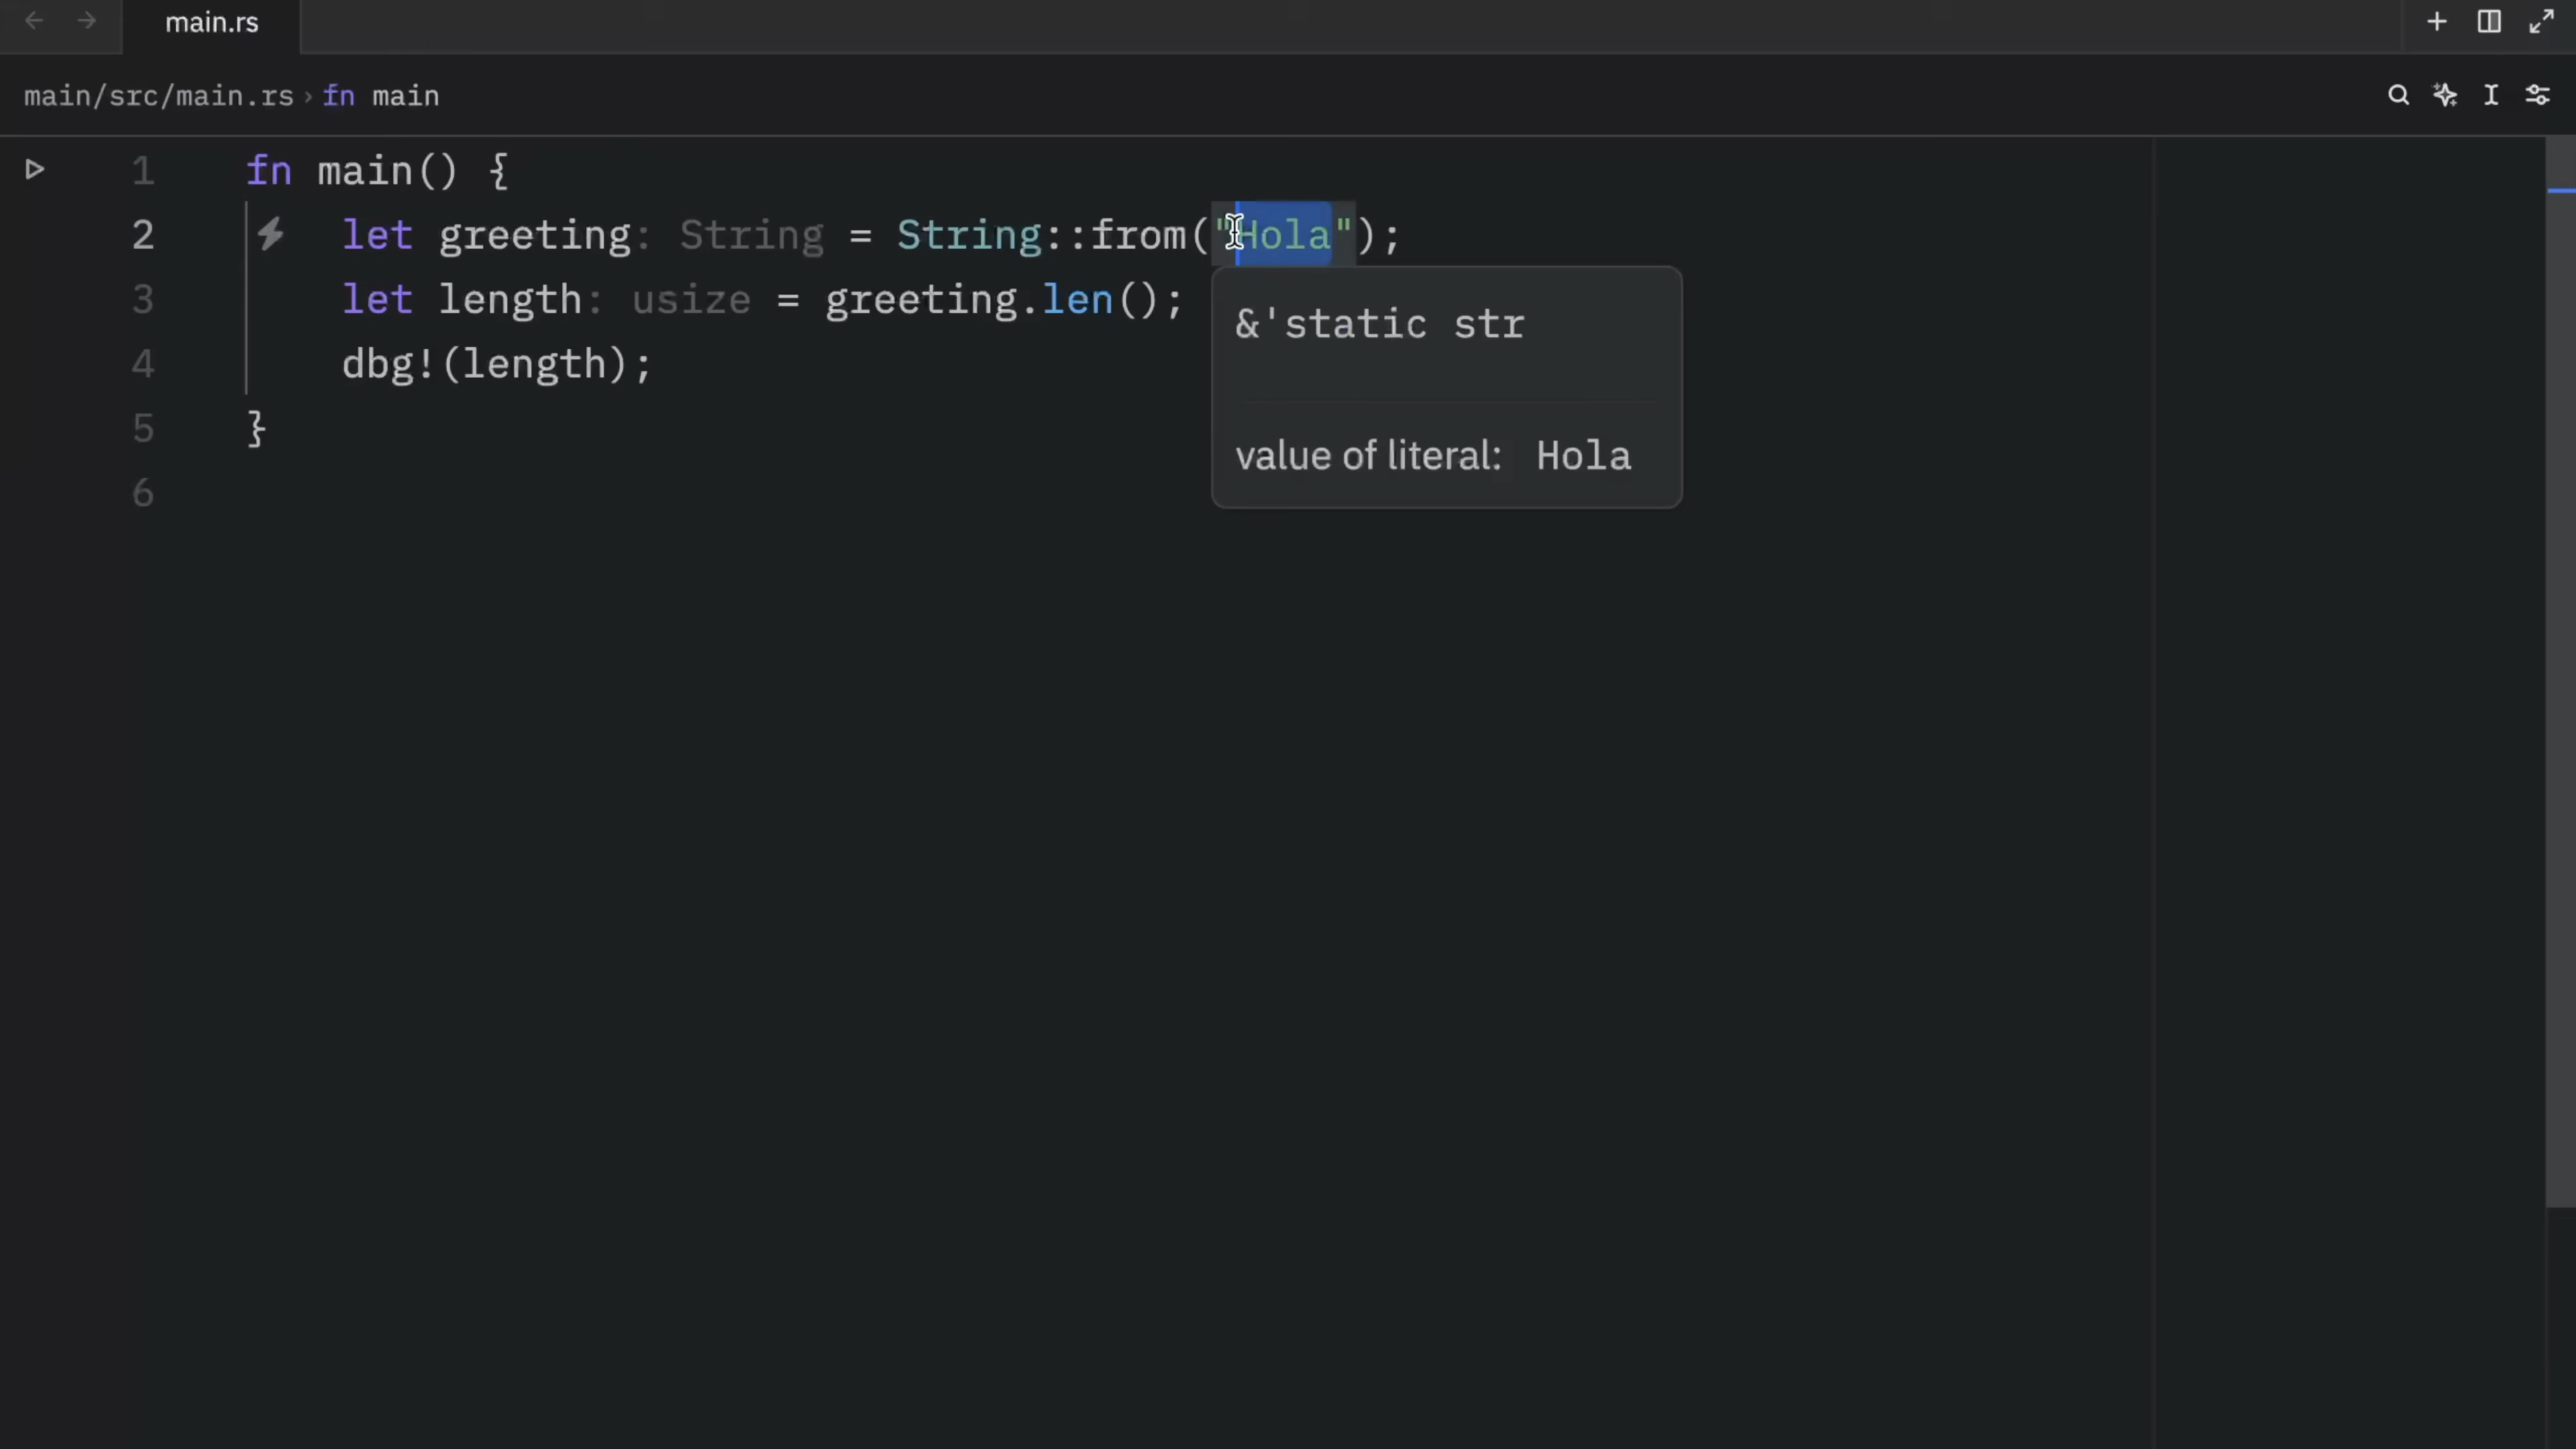 main.rs
main/src/main.rs › fn main
1 fn main() {
2 let greeting: String = String::from("Hola");
3 let length: usize = greeting.len();
4 dbg!(length);
5 }
6
&'static str
value of literal: Hola